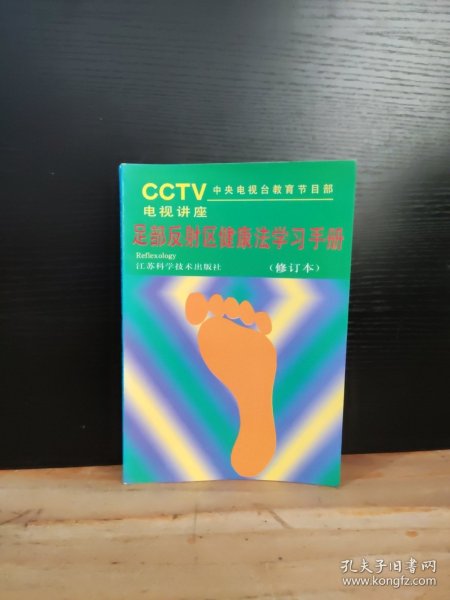 CCTV 中央电视台教育节目部
电视讲座
足部反射区健康法学习手册
Reflexology
江苏科学技术出版社 (修订本)
孔夫子旧书网
www.kongfz.com